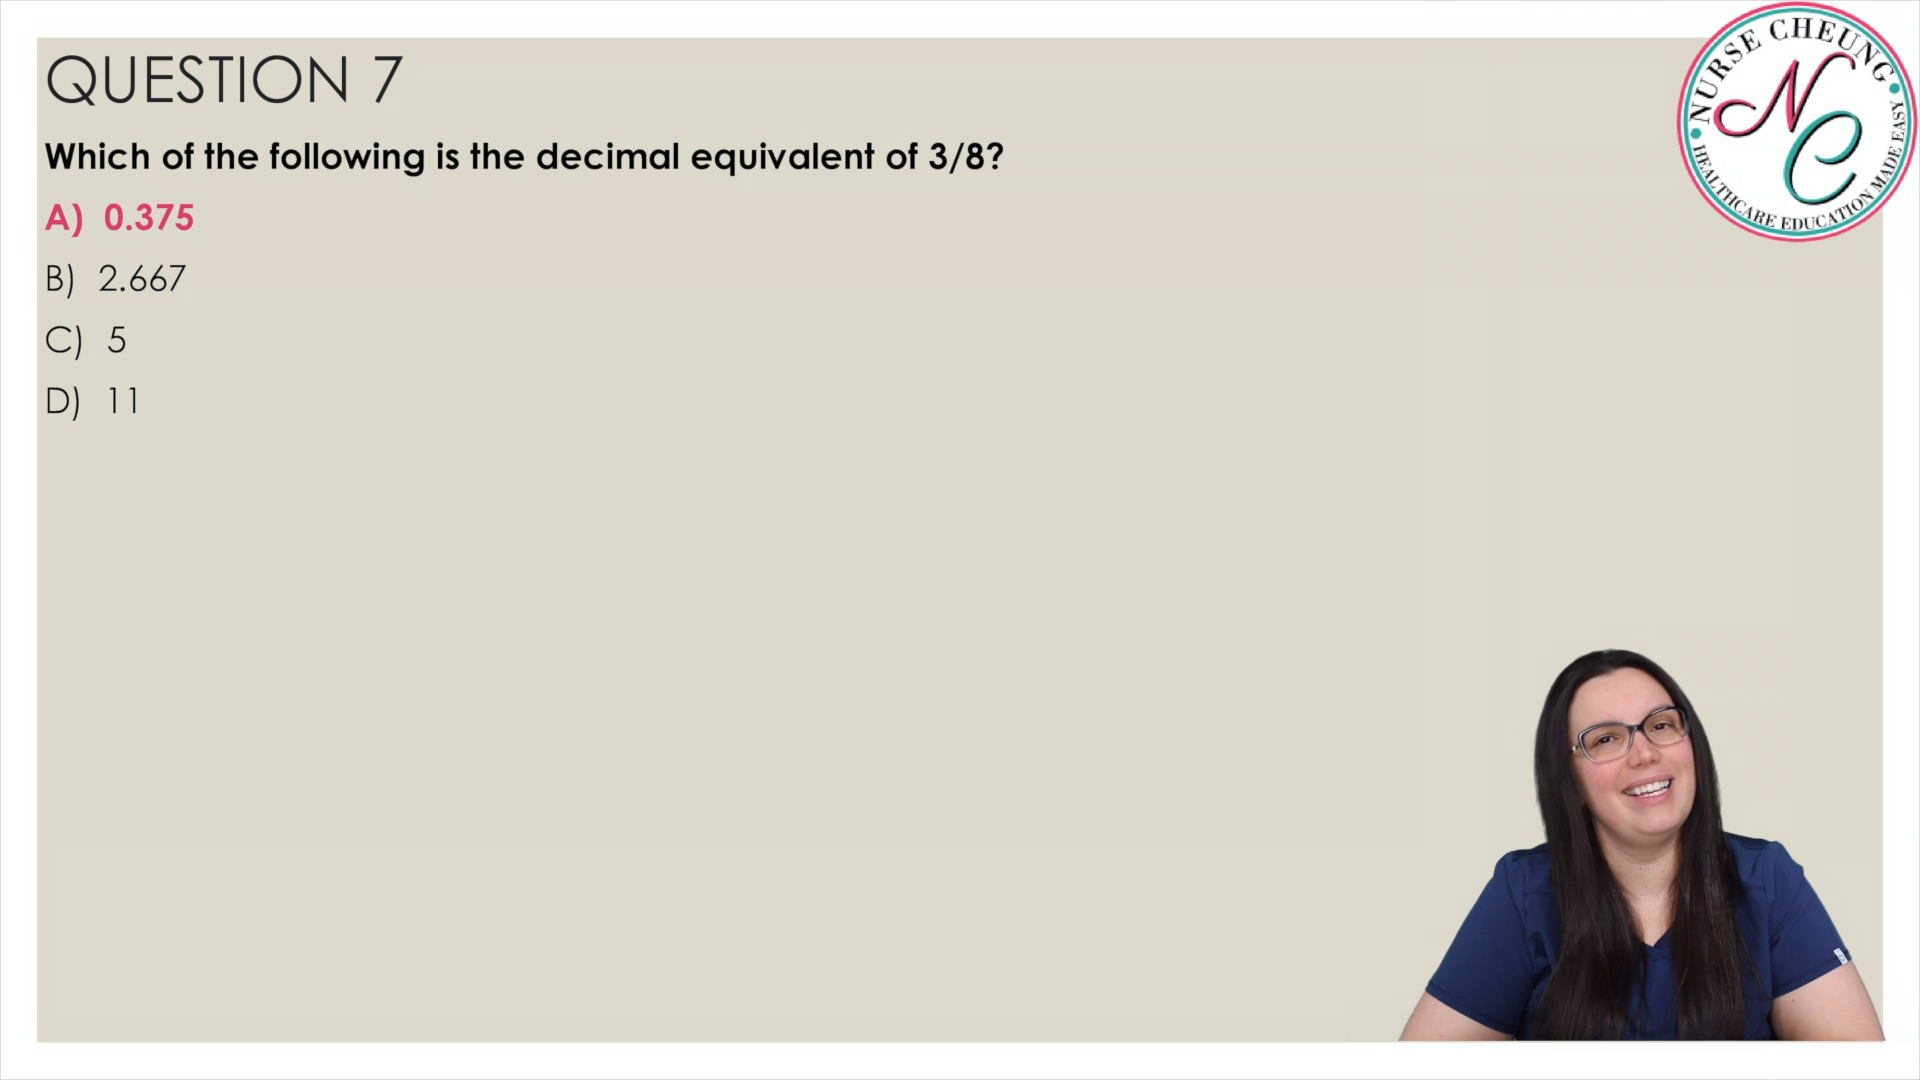 QUESTION 7
Which of the following is the decimal equivalent of 3/8?
A) 0.375
B) 2.667
C) 5
D) 11
NURSE CHEUNG
NC
HEALTHCARE EDUCATION MADE EASY